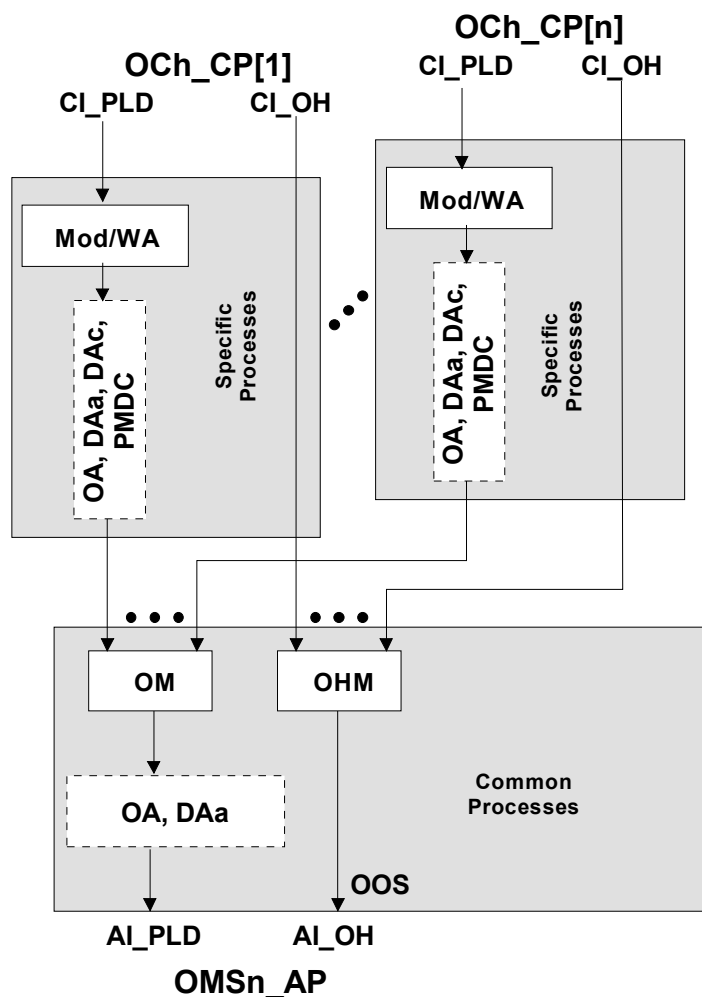 OCh_CP[n]
OCh_CP[1]
CI_PLD
CI_OH
CI_PLD
CI_OH
Mod/WA
Mod/WA
OA, DAa, DAc,
PMDC
Specific
Processes
OA, DAa, DAc,
PMDC
Specific
Processes
OM
OHM
OA, DAa
Common
Processes
OOS
AI_PLD
AI_OH
OMSn_AP